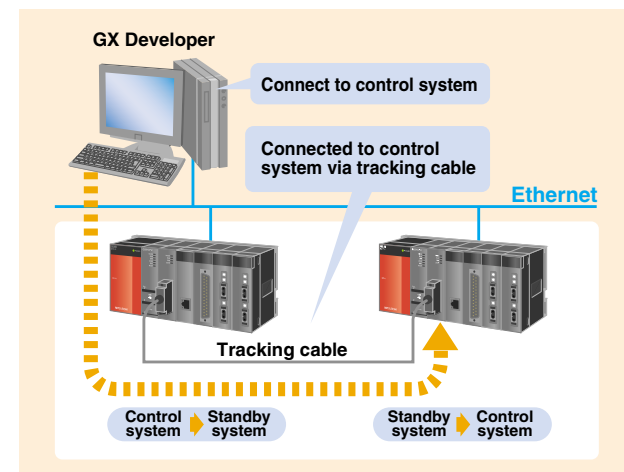 GX Developer
Connect to control system
Connected to control
system via tracking cable
Ethernet
Tracking cable
Control
system
Standby
system
Standby
system
Control
system